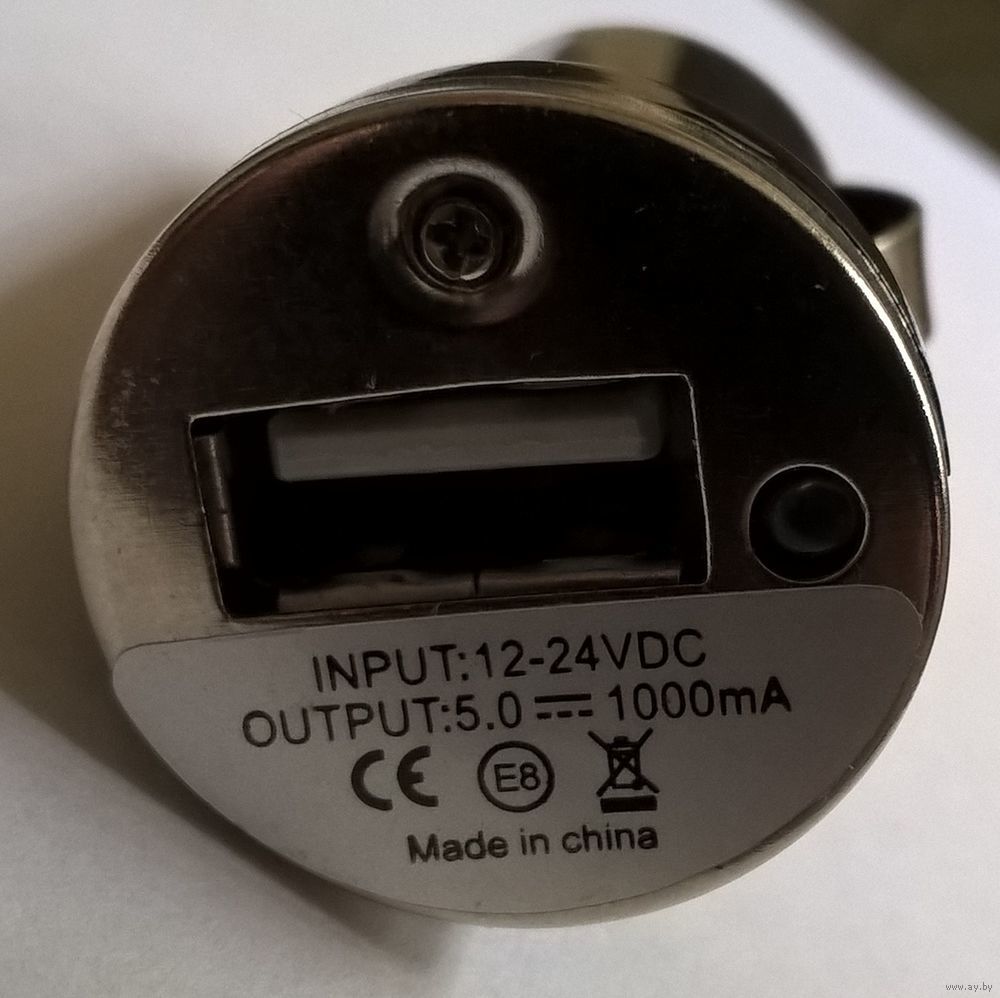 INPUT:12-24VDC
OUTPUT:5.0 ⎓ 1000mA
CE E8
Made in china
www.ay.by